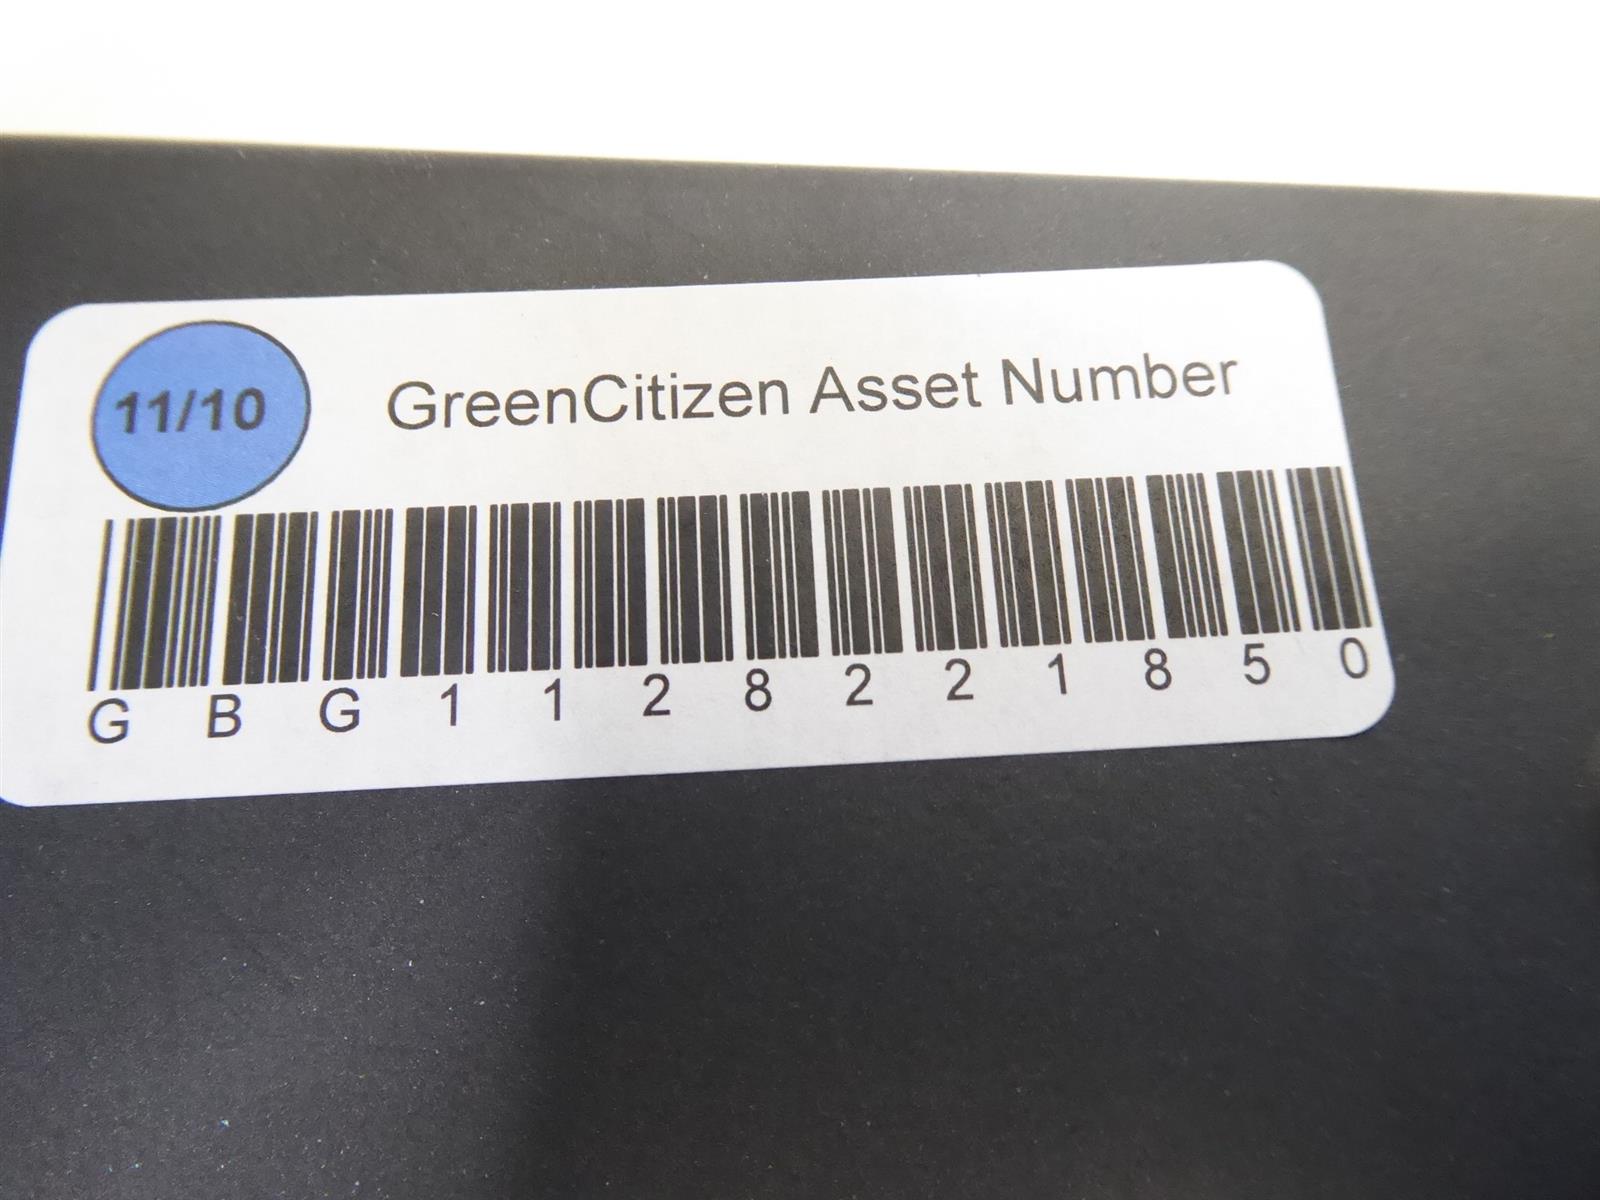 11/10
GreenCitizen Asset Number
GBG1128221850